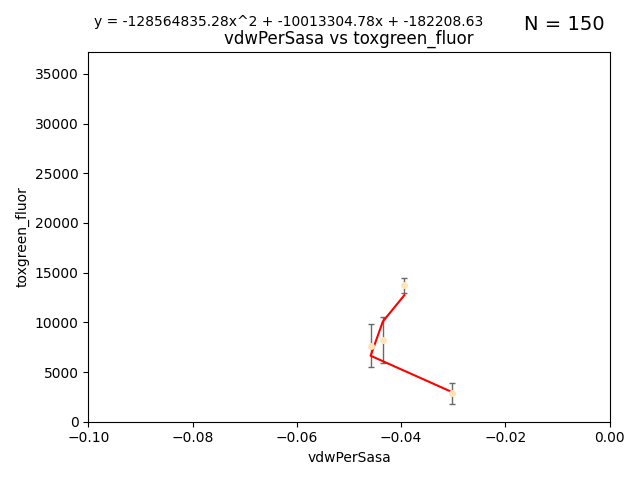 y = -128564835.28x^2 + -10013304.78x + -182208.63
N = 150
vdwPerSasa vs toxgreen_fluor
35000
30000
25000
20000
15000
10000
5000
0
toxgreen_fluor
−0.10 −0.08 −0.06 −0.04 −0.02 0.00
vdwPerSasa